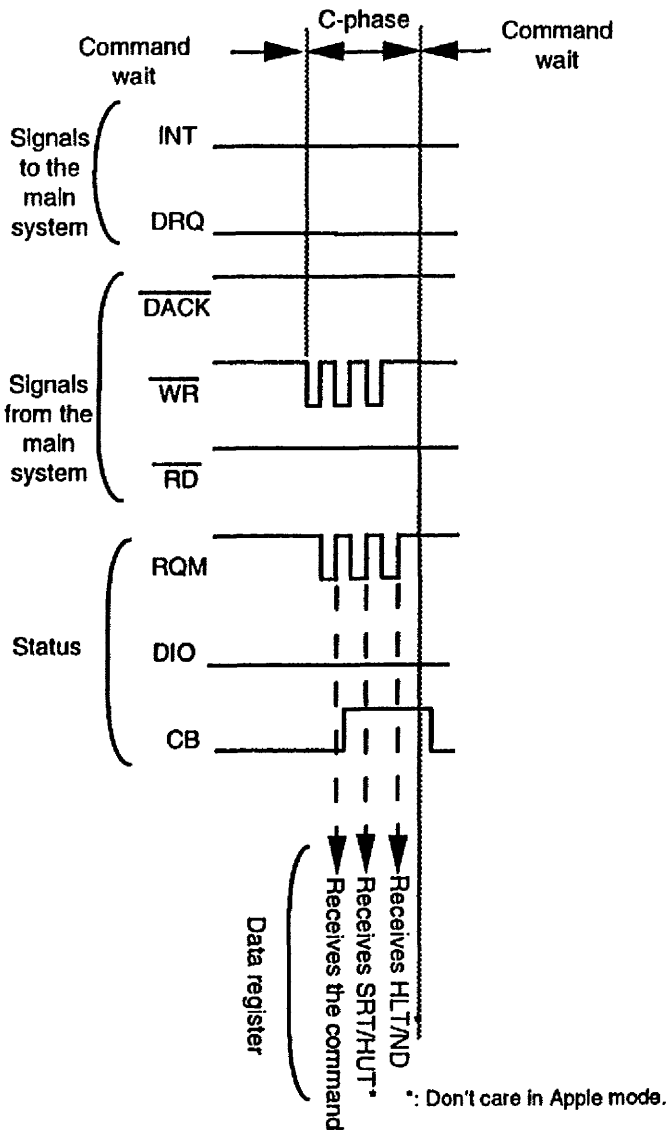 C-phase
Command
wait
Command
wait
Signals
to the
main
system
INT
DRQ
DACK
WR
Signals
from the
main
system
RD
RQM
Status
DIO
CB
Data register
Receives the command
Receives SRT/HUT*
Receives HLT/ND*
*: Don't care in Apple mode.